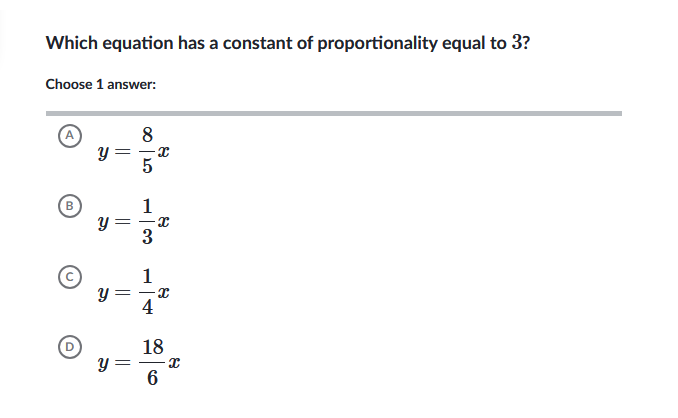 Which equation has a constant of proportionality equal to 3?
Choose 1 answer:
A
y = 8/5 x
B
y = 1/3 x
C
y = 1/4 x
D
y = 18/6 x